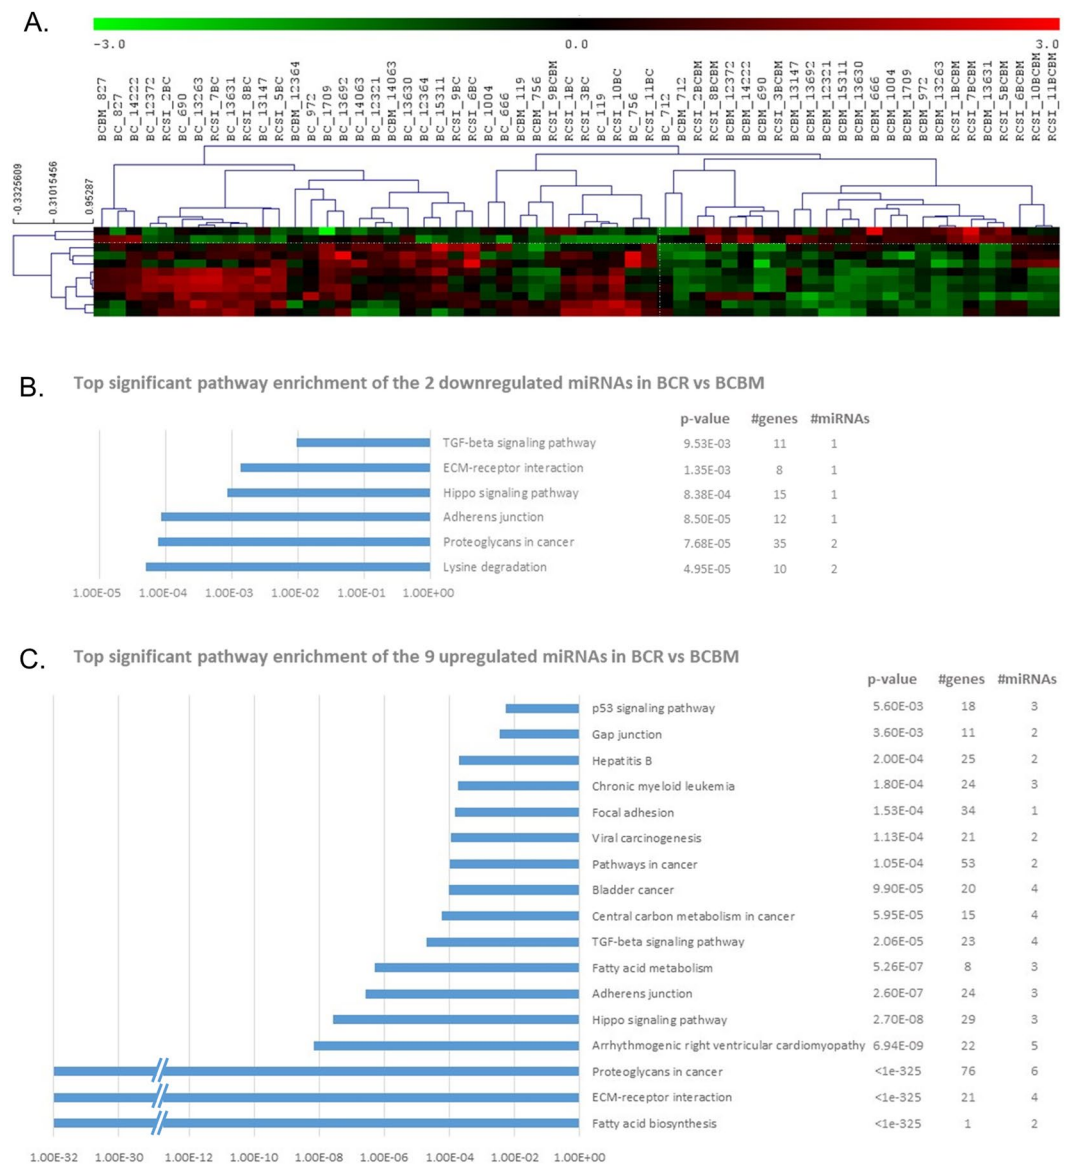 A.
-3.0 0.0 3.0
BCBM_827
BC_827
BC_14222
BC_12372
RCSI_2BC
BC_690
BC_13263
RCSI_7BC
BC_13631
RCSI_8BC
BC_13147
RCSI_5BC
BCBM_12364
BC_972
BC_1709
BC_13692
BC_14063
BC_12321
BCBM_14063
BC_13630
BC_12364
BC_15311
RCSI_9BC
RCSI_6BC
BC_1004
BC_666
BCBM_119
BCBM_756
RCSI_9BCBM
RCSI_1BC
RCSI_3BC
BC_119
RCSI_10BC
BC_756
RCSI_11BC
BC_712
BCBM_712
RCSI_2BCBM
RCSI_8BCBM
BCBM_12372
BCBM_14222
BCBM_690
RCSI_3BCBM
BCBM_13147
BCBM_13692
BCBM_12321
BCBM_15311
BCBM_13630
BCBM_666
BCBM_1004
BCBM_1709
BCBM_972
BCBM_13263
RCSI_1BCBM
RCSI_7BCBM
BCBM_13631
RCSI_5BCBM
RCSI_6BCBM
RCSI_10BCBM
RCSI_11BCBM
-0.3325609
0.31015456
0.95287
B. Top significant pathway enrichment of the 2 downregulated miRNAs in BCR vs BCBM
p-value #genes #miRNAs
TGF-beta signaling pathway 9.53E-03 11 1
ECM-receptor interaction 1.35E-03 8 1
Hippo signaling pathway 8.38E-04 15 1
Adherens junction 8.50E-05 12 1
Proteoglycans in cancer 7.68E-05 35 2
Lysine degradation 4.95E-05 10 2
1.00E-05 1.00E-04 1.00E-03 1.00E-02 1.00E-01 1.00E+00
C. Top significant pathway enrichment of the 9 upregulated miRNAs in BCR vs BCBM
p-value #genes #miRNAs
p53 signaling pathway 5.60E-03 18 3
Gap junction 3.60E-03 11 2
Hepatitis B 2.00E-04 25 2
Chronic myeloid leukemia 1.80E-04 24 3
Focal adhesion 1.53E-04 34 1
Viral carcinogenesis 1.13E-04 21 2
Pathways in cancer 1.05E-04 53 2
Bladder cancer 9.90E-05 20 4
Central carbon metabolism in cancer 5.95E-05 15 4
TGF-beta signaling pathway 2.06E-05 23 4
Fatty acid metabolism 5.26E-07 8 3
Adherens junction 2.60E-07 24 3
Hippo signaling pathway 2.70E-08 29 3
Arrhythmogenic right ventricular cardiomyopathy 6.94E-09 22 5
Proteoglycans in cancer <1e-325 76 6
ECM-receptor interaction <1e-325 21 4
Fatty acid biosynthesis <1e-325 1 2
1.00E-32 1.00E-30 1.00E-12 1.00E-10 1.00E-08 1.00E-06 1.00E-04 1.00E-02 1.00E+00